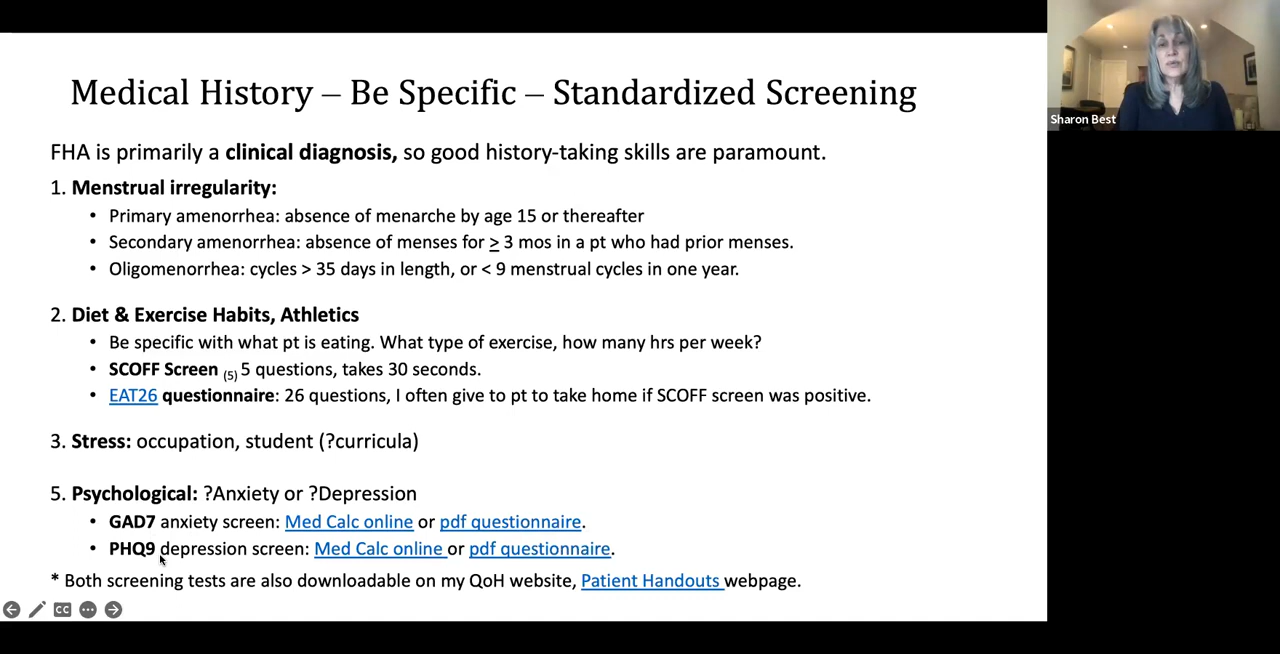 Medical History – Be Specific – Standardized Screening
Sharon Best
FHA is primarily a clinical diagnosis, so good history-taking skills are paramount.
1. Menstrual irregularity:
• Primary amenorrhea: absence of menarche by age 15 or thereafter
• Secondary amenorrhea: absence of menses for ≥ 3 mos in a pt who had prior menses.
• Oligomenorrhea: cycles > 35 days in length, or < 9 menstrual cycles in one year.
2. Diet & Exercise Habits, Athletics
• Be specific with what pt is eating. What type of exercise, how many hrs per week?
• SCOFF Screen (5) 5 questions, takes 30 seconds.
• EAT26 questionnaire: 26 questions, I often give to pt to take home if SCOFF screen was positive.
3. Stress: occupation, student (?curricula)
5. Psychological: ?Anxiety or ?Depression
• GAD7 anxiety screen: Med Calc online or pdf questionnaire.
• PHQ9 depression screen: Med Calc online or pdf questionnaire.
* Both screening tests are also downloadable on my QoH website, Patient Handouts webpage.
CC